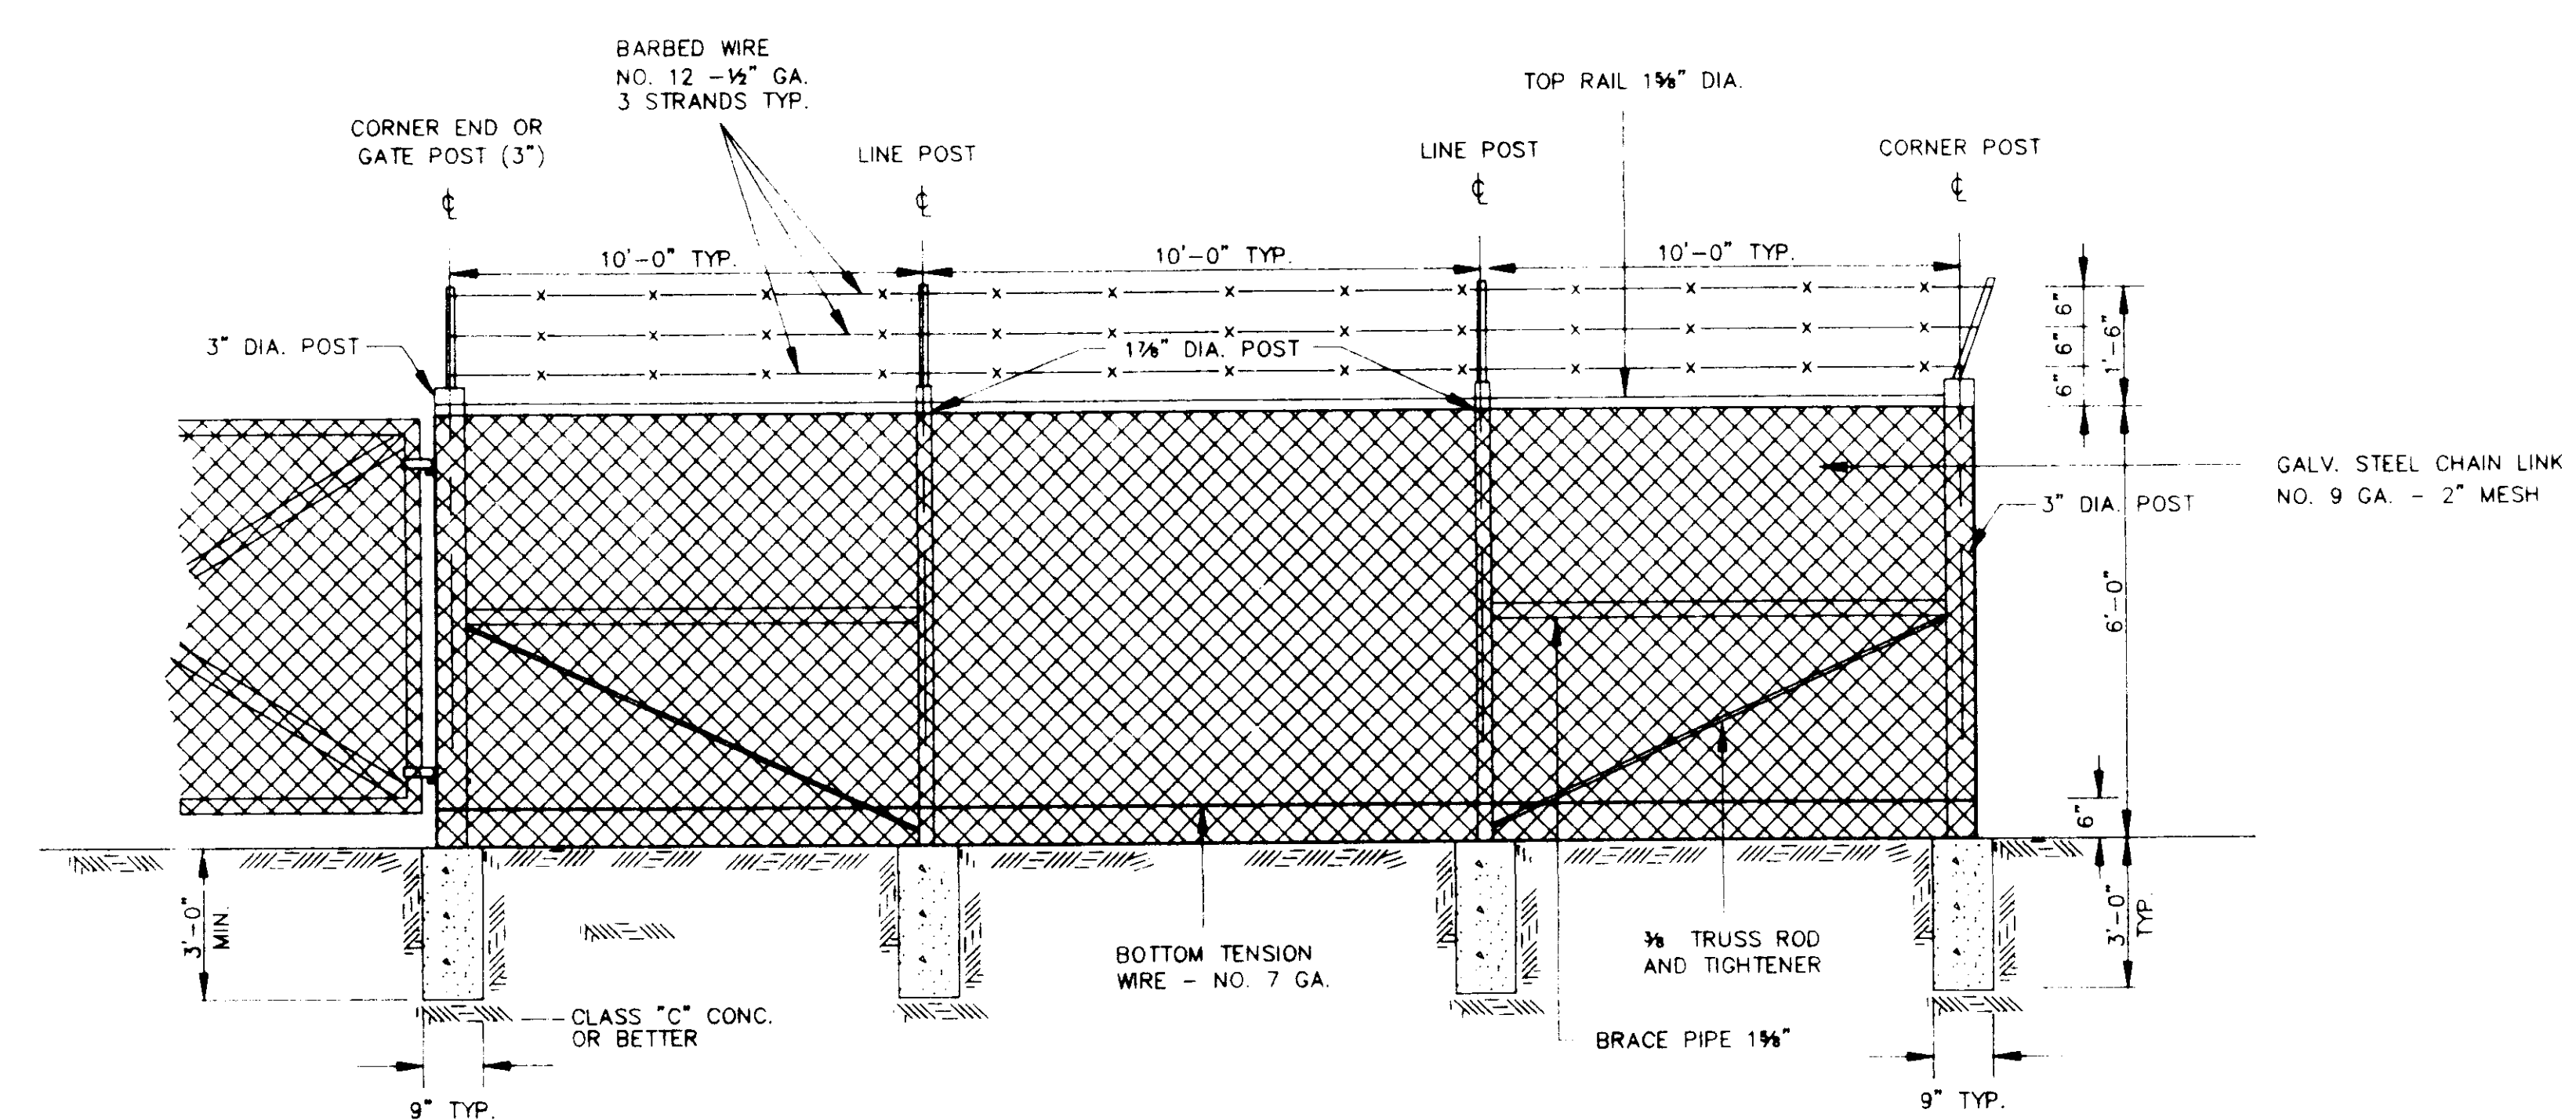 BARBED WIRE
NO. 12 -½" GA.
3 STRANDS TYP.
TOP RAIL 1⅝" DIA.
CORNER END OR
GATE POST (3")
LINE POST
LINE POST
CORNER POST
℄
℄
℄
℄
10'-0" TYP.
10'-0" TYP.
10'-0" TYP.
3" DIA. POST
1⅞" DIA. POST
6"
6"
6"
1'-6"
GALV. STEEL CHAIN LINK
NO. 9 GA. - 2" MESH
3" DIA. POST
6'-0"
6"
3'-0"
MIN.
3'-0"
TYP.
BOTTOM TENSION
WIRE - NO. 7 GA.
⅜ TRUSS ROD
AND TIGHTENER
CLASS "C" CONC.
OR BETTER
BRACE PIPE 1⅝"
9" TYP.
9" TYP.